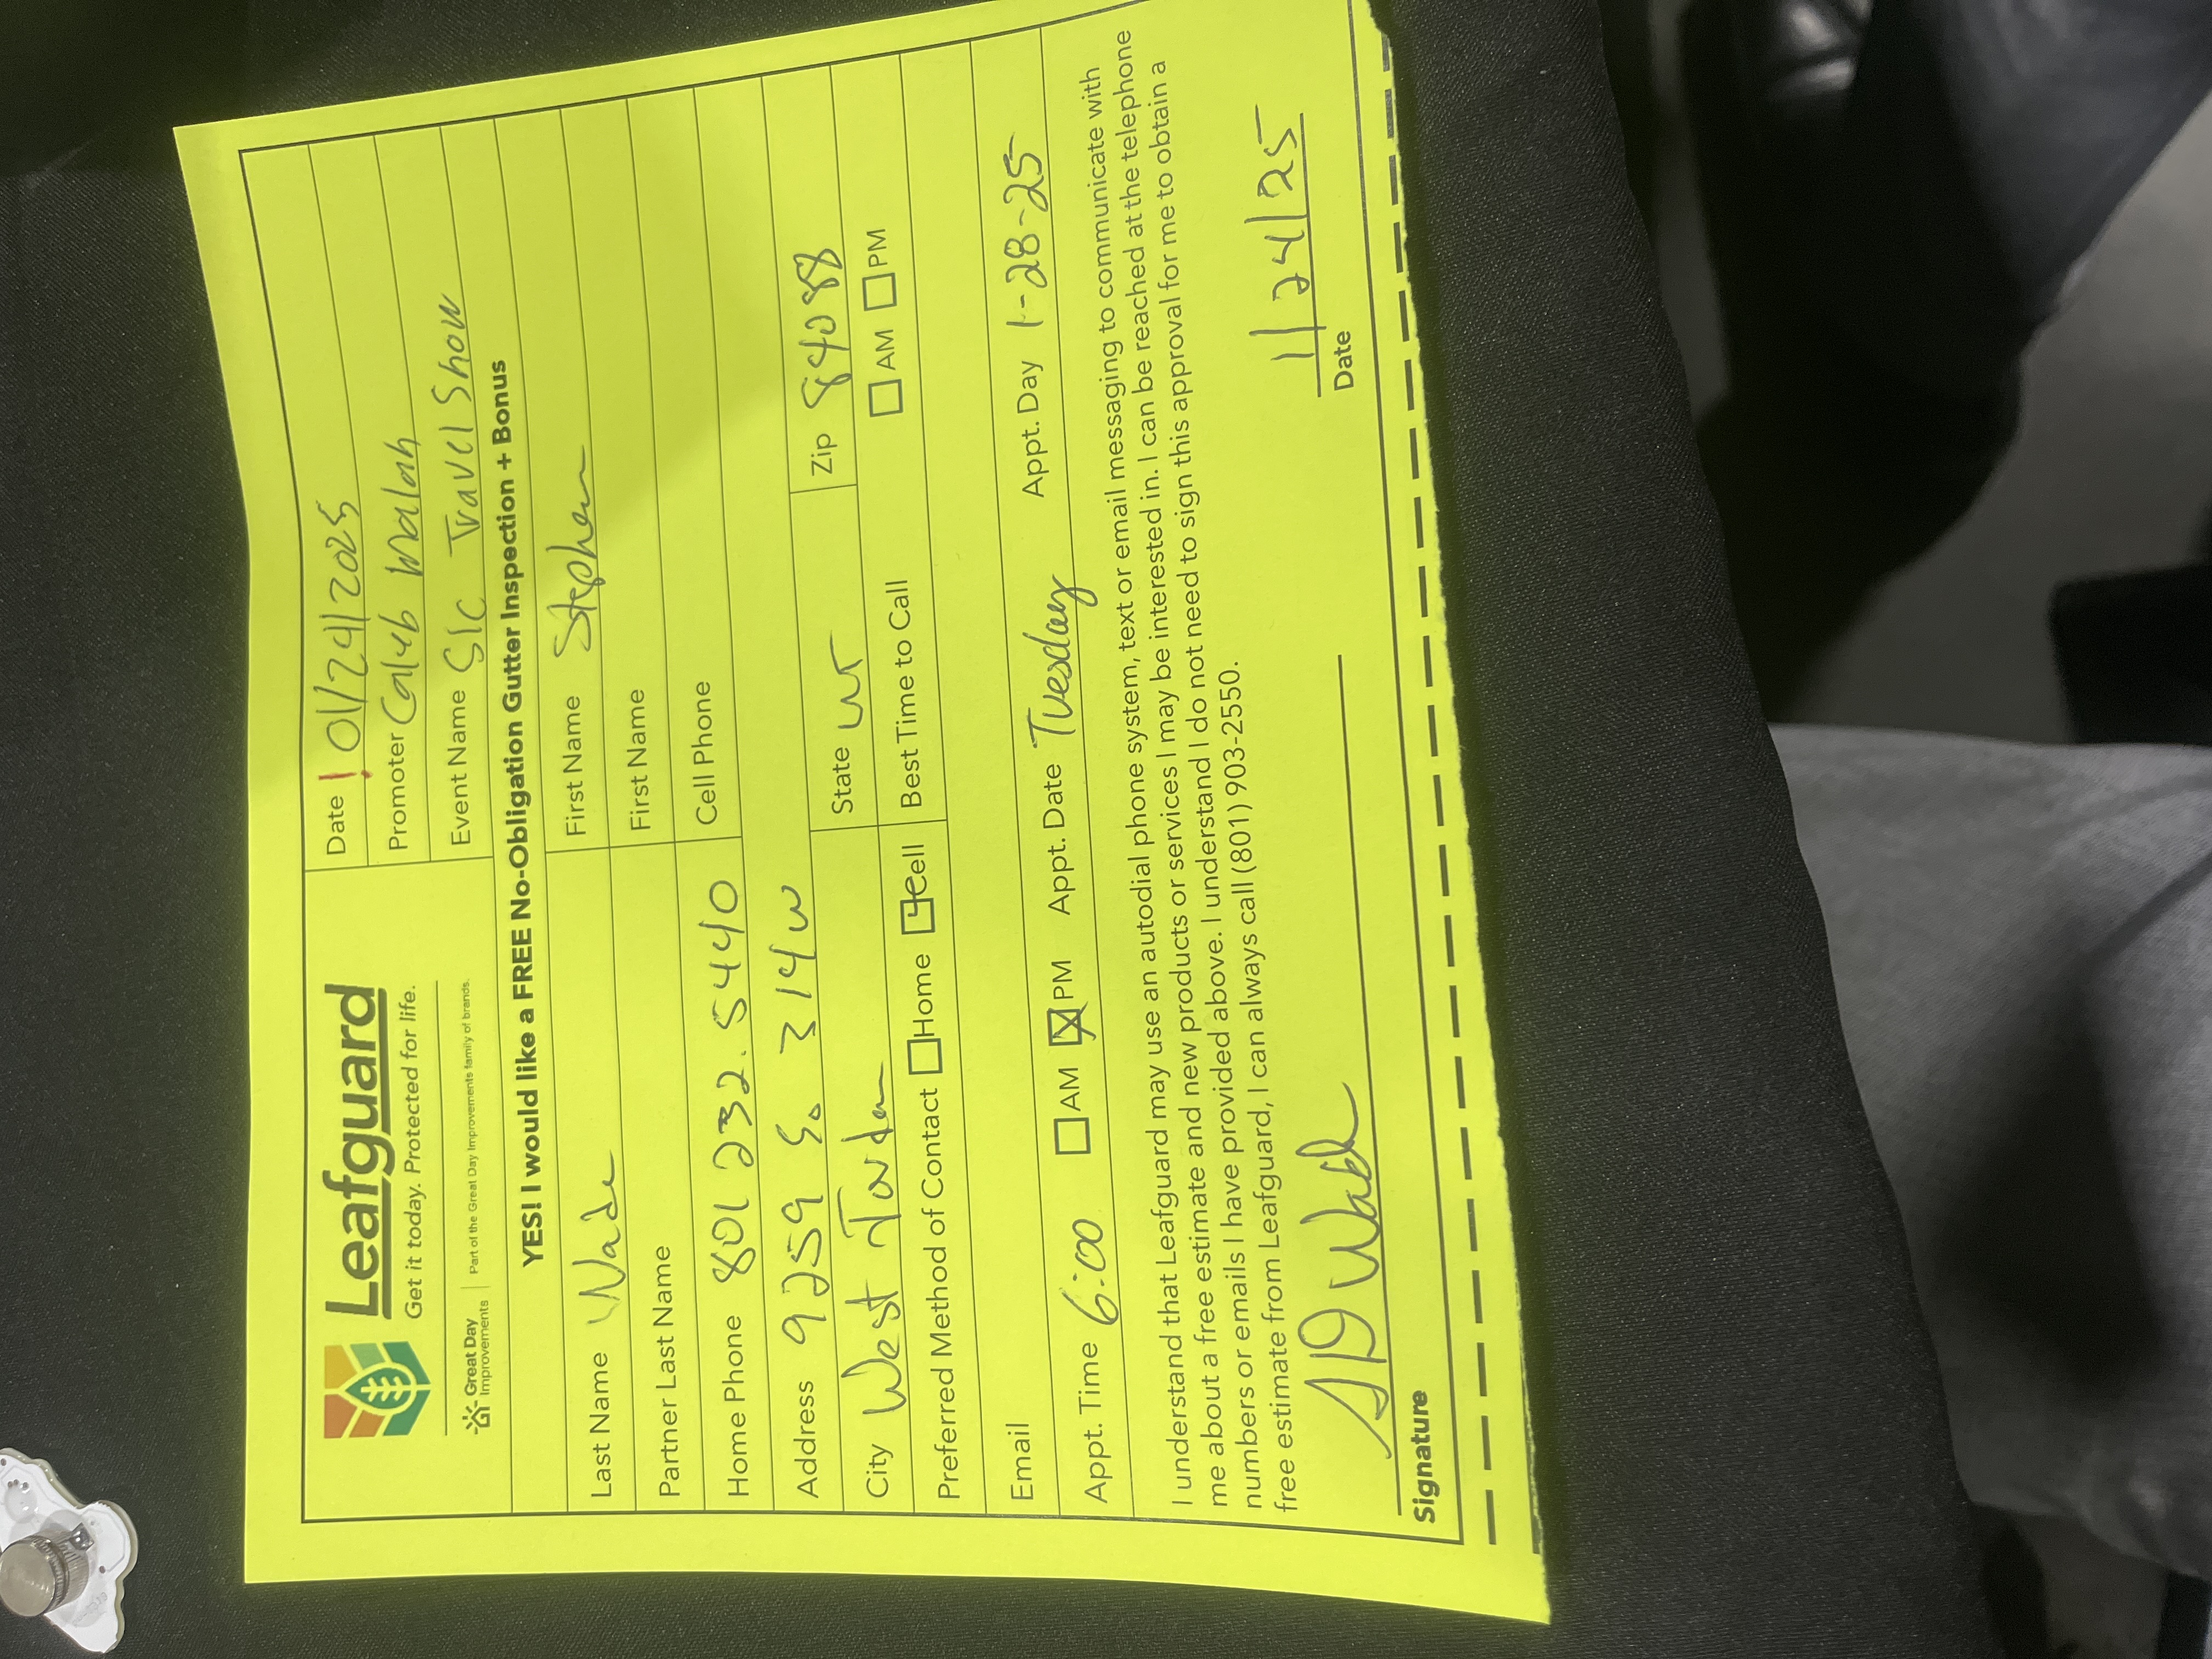 Leafguard
Get it today. Protected for life.
Great Day Improvements
Part of the Great Day Improvements family of brands.
Date ! 01/24/2025
Promoter Caleb Malah
Event Name Slc Travel Show
YES! I would like a FREE No-Obligation Gutter Inspection + Bonus
Last Name Wade First Name Stephen
Partner Last Name First Name
Home Phone 801 232.5440 Cell Phone
Address 9259 So 314w
City West Jordan State UT Zip 84088
Preferred Method of Contact Home Cell Best Time to Call AM PM
Email
Appt. Time 6:00 AM PM Appt. Date Tuesday Appt. Day 1-28-25
I understand that Leafguard may use an autodial phone system, text or email messaging to communicate with
me about a free estimate and new products or services I may be interested in. I can be reached at the telephone
numbers or emails I have provided above. I understand I do not need to sign this approval for me to obtain a
free estimate from Leafguard, I can always call (801) 903-2550.
SD Wade 1/24/25
Signature Date